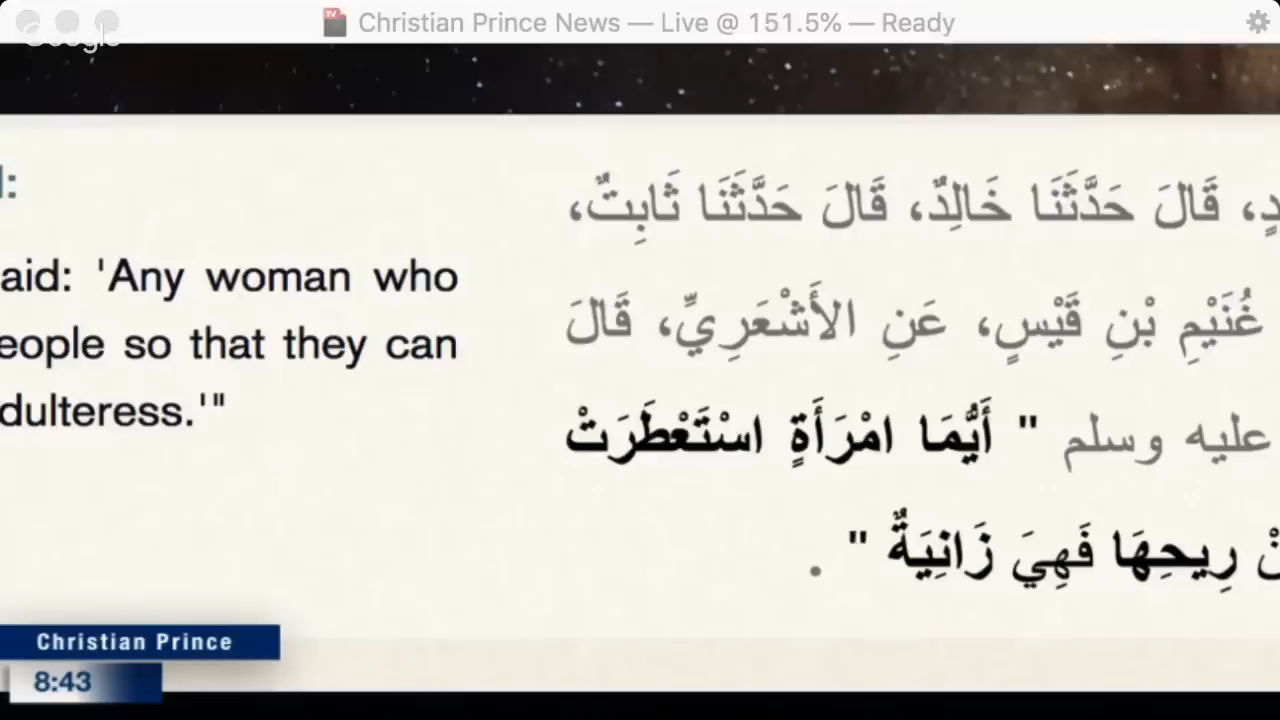 Christian Prince News — Live @ 151.5% — Ready
Google
:
aid: 'Any woman who
eople so that they can
dulteress.'"
دٍ، قَالَ حَدَّثَنَا خَالِدٌ، قَالَ حَدَّثَنَا ثَابِتٌ،
غُنَيْمِ بْنِ قَيْسٍ، عَنِ الأَشْعَرِيِّ، قَالَ
عليه وسلم " أَيُّمَا امْرَأَةٍ اسْتَعْطَرَتْ
نْ رِيحِهَا فَهِيَ زَانِيَةٌ " .
Christian Prince
8:43